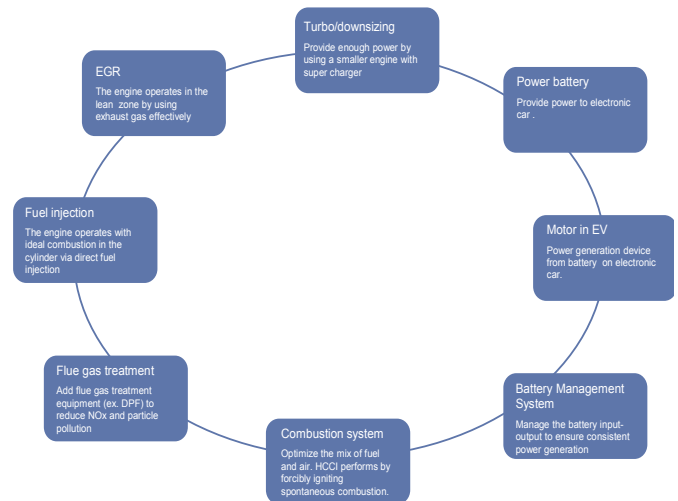 Turbo/downsizing
Provide enough power by
using a smaller engine with
super charger
Power battery
Provide power to electronic
car .
Motor in EV
Power generation device
from battery on electronic
car.
Battery Management
System
Manage the battery input-
output to ensure consistent
power generation
Combustion system
Optimize the mix of fuel
and air. HCCI performs by
forcibly igniting
spontaneous combustion.
Flue gas treatment
Add flue gas treatment
equipment (ex. DPF) to
reduce NOx and particle
pollution
Fuel injection
The engine operates with
ideal combustion in the
cylinder via direct fuel
injection
EGR
The engine operates in the
lean zone by using
exhaust gas effectively